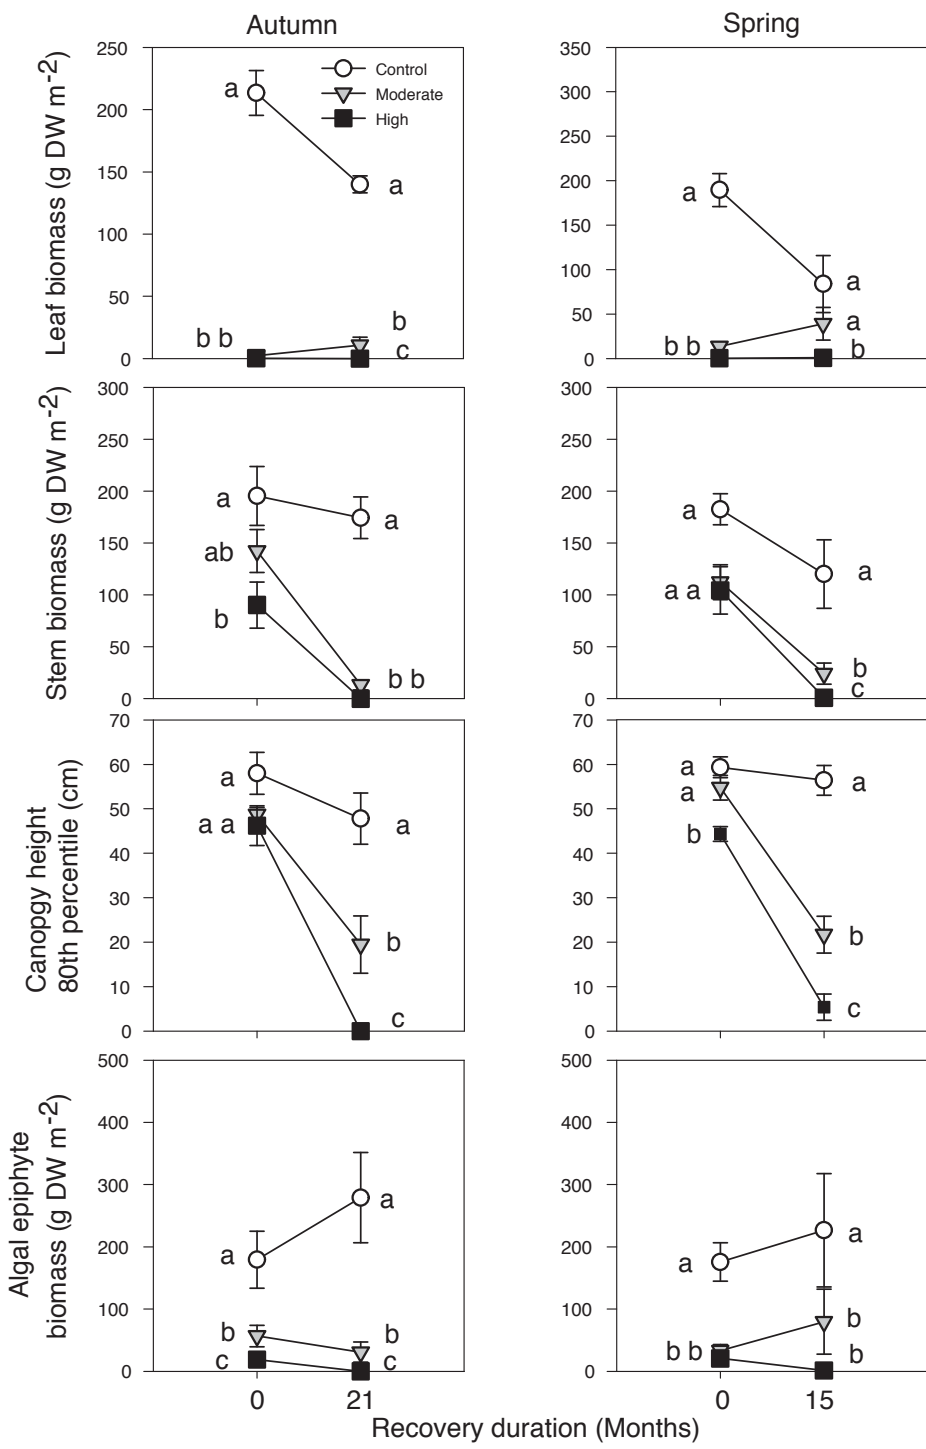 Autumn
Spring
Leaf biomass (g DW m-2)
250
200
150
100
50
0
Control
Moderate
High
a
a
b b
b
c
350
300
250
200
150
100
50
0
a
a
a
b b
b
Stem biomass (g DW m-2)
300
250
200
150
100
50
0
a
a
ab
b
b b
300
250
200
150
100
50
0
a
a
a a
b
c
Canopgy height
80th percentile (cm)
70
60
50
40
30
20
10
0
a
a a
a
b
c
70
60
50
40
30
20
10
0
a
a
a
b
b
c
Algal epiphyte
biomass (g DW m-2)
500
400
300
200
100
0
a
a
b
b
c
c
500
400
300
200
100
0
a
a
b
b b
b
0
21
0
15
Recovery duration (Months)